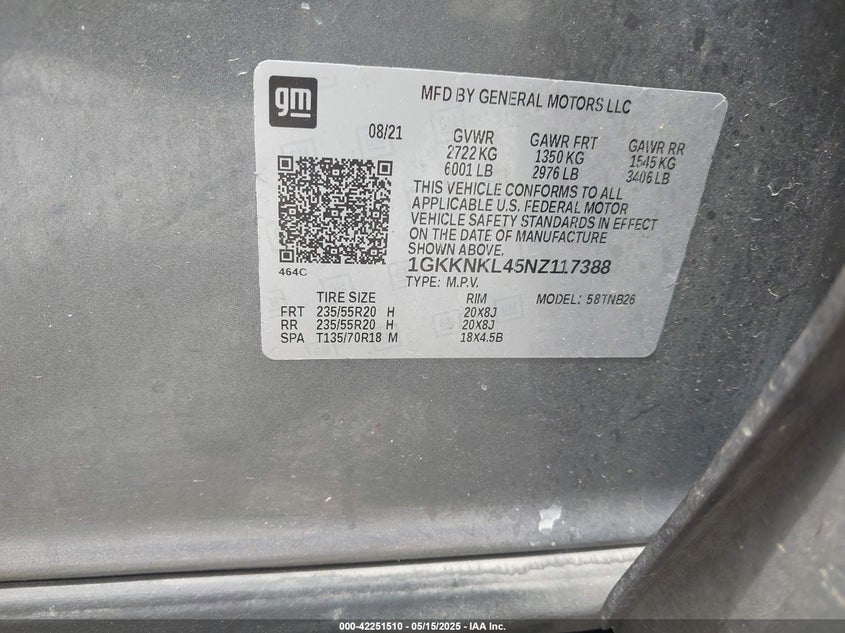 gm
MFD BY GENERAL MOTORS LLC
08/21 GVWR GAWR FRT GAWR RR
2722 KG 1350 KG 1545 KG
6001 LB 2976 LB 3406 LB
THIS VEHICLE CONFORMS TO ALL
APPLICABLE U.S. FEDERAL MOTOR
VEHICLE SAFETY STANDARDS IN EFFECT
ON THE DATE OF MANUFACTURE
SHOWN ABOVE.
464C
1GKKNKL45NZ117388
TYPE: M.P.V. MODEL: 58TNB26
TIRE SIZE RIM
FRT 235/55R20 H 20X8J
RR 235/55R20 H 20X8J
SPA T135/70R18 M 18X4.5B
000-42251510 - 05/15/2025 - IAA Inc.